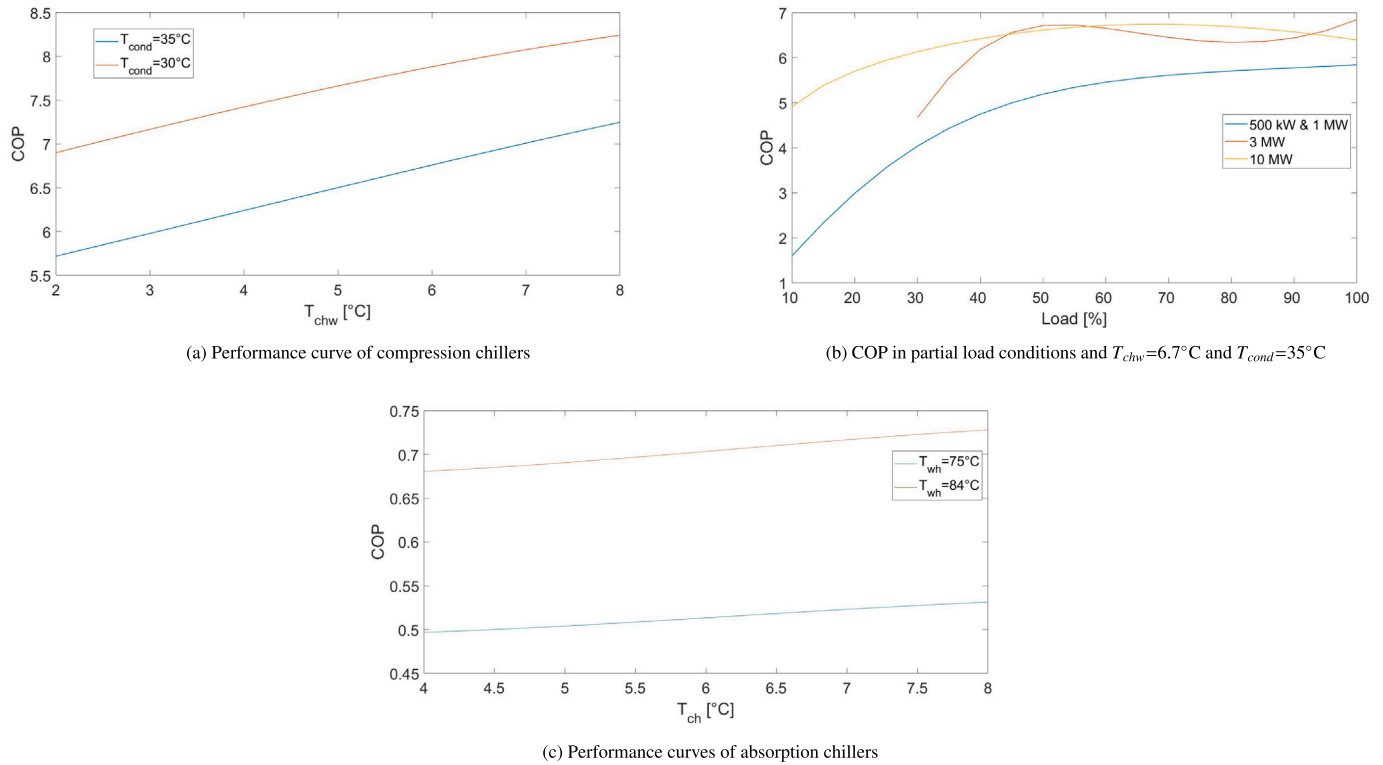 8.5
8
7.5
7
6.5
6
5.5
COP
T_cond=35°C
T_cond=30°C
2 3 4 5 6 7 8
T_chw [°C]
(a) Performance curve of compression chillers
7
6
5
4
3
2
1
COP
500 kW & 1 MW
3 MW
10 MW
10 20 30 40 50 60 70 80 90 100
Load [%]
(b) COP in partial load conditions and T_chw=6.7°C and T_cond=35°C
0.75
0.7
0.65
0.6
0.55
0.5
0.45
COP
T_wh=75°C
T_wh=84°C
4 4.5 5 5.5 6 6.5 7 7.5 8
T_ch [°C]
(c) Performance curves of absorption chillers